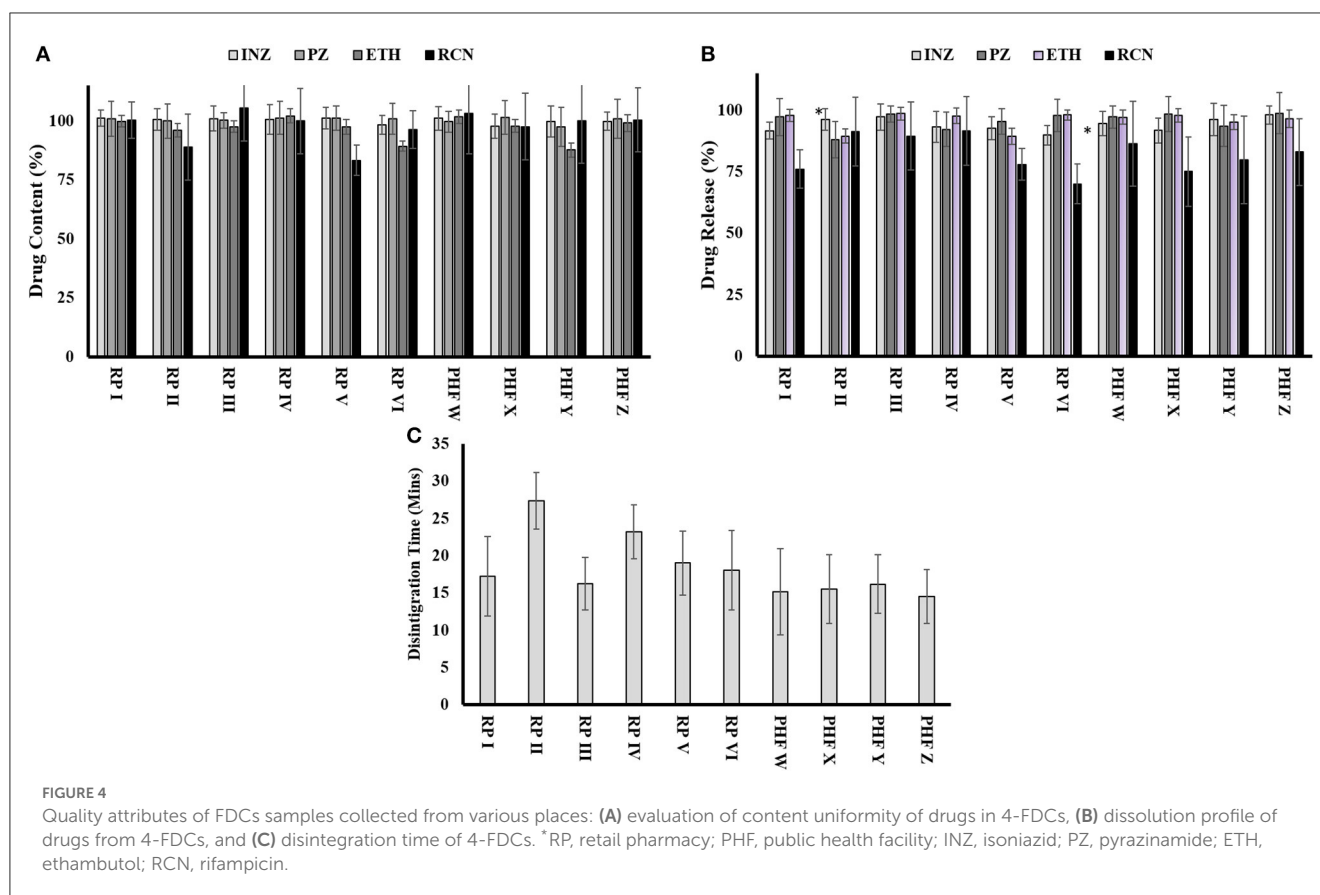 A
INZ PZ ETH RCN
Drug Content (%)
100
75
50
25
0
RP I
RP II
RP III
RP IV
RP V
RP VI
PHF W
PHF X
PHF Y
PHF Z
B
INZ PZ ETH RCN
Drug Release (%)
100
75
50
25
0
*
*
RP I
RP II
RP III
RP IV
RP V
RP VI
PHF W
PHF X
PHF Y
PHF Z
C
Disintigration Time (Mins)
35
30
25
20
15
10
5
0
RP I
RP II
RP III
RP IV
RP V
RP VI
PHF W
PHF X
PHF Y
PHF Z
FIGURE 4
Quality attributes of FDCs samples collected from various places: (A) evaluation of content uniformity of drugs in 4-FDCs, (B) dissolution profile of
drugs from 4-FDCs, and (C) disintegration time of 4-FDCs. *RP, retail pharmacy; PHF, public health facility; INZ, isoniazid; PZ, pyrazinamide; ETH,
ethambutol; RCN, rifampicin.